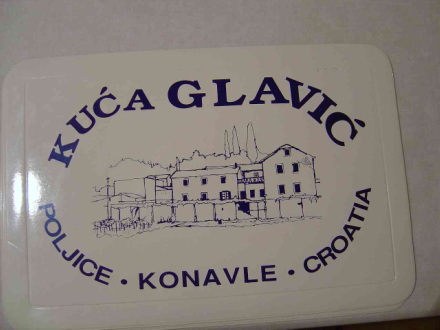 KUĆA GLAVIĆ
POLJICE · KONAVLE · CROATIA